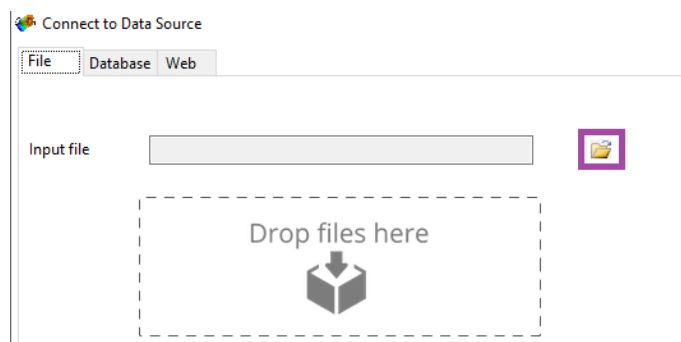 Connect to Data Source
File Database Web
Input file
Drop files here